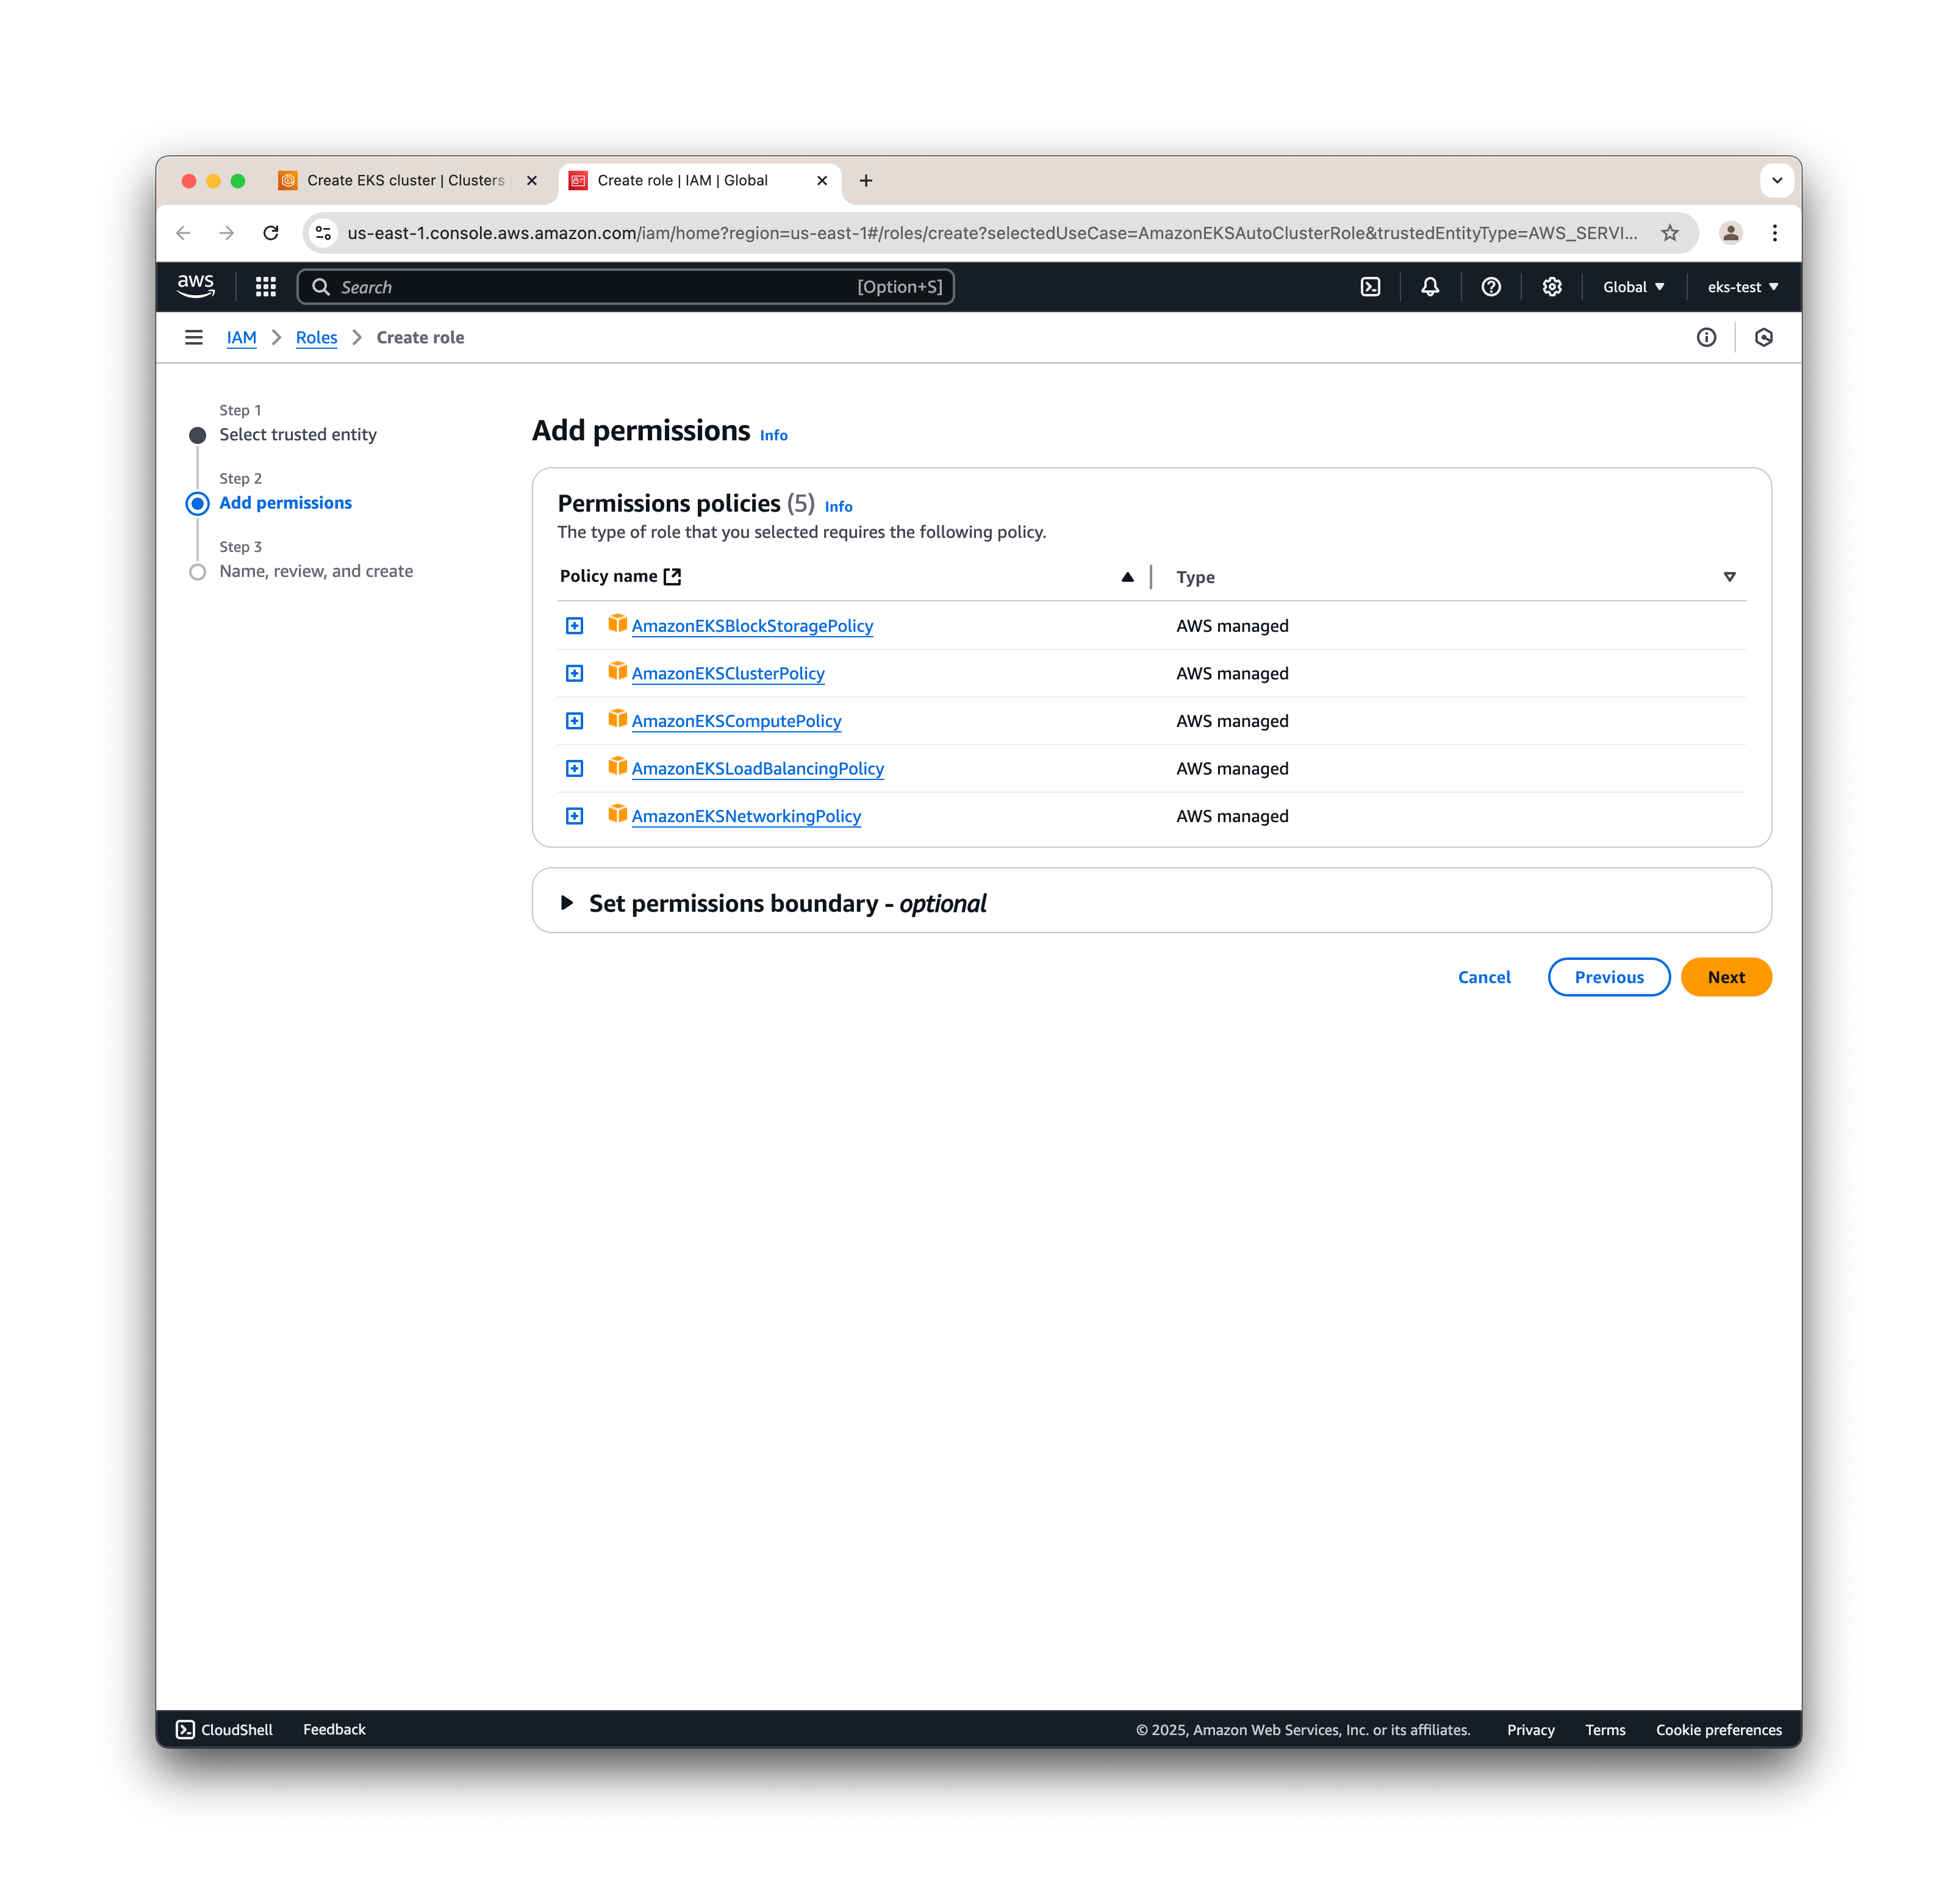 Create EKS cluster | Clusters
Create role | IAM | Global
us-east-1.console.aws.amazon.com/iam/home?region=us-east-1#/roles/create?selectedUseCase=AmazonEKSAutoClusterRole&trustedEntityType=AWS_SERVI...
aws
Search
[Option+S]
Global
eks-test
IAM
Roles
Create role
Step 1
Select trusted entity
Step 2
Add permissions
Step 3
Name, review, and create
Add permissions Info
Permissions policies (5) Info
The type of role that you selected requires the following policy.
Policy name
Type
AmazonEKSBlockStoragePolicy
AWS managed
AmazonEKSClusterPolicy
AWS managed
AmazonEKSComputePolicy
AWS managed
AmazonEKSLoadBalancingPolicy
AWS managed
AmazonEKSNetworkingPolicy
AWS managed
Set permissions boundary - optional
Cancel
Previous
Next
CloudShell
Feedback
© 2025, Amazon Web Services, Inc. or its affiliates.
Privacy
Terms
Cookie preferences